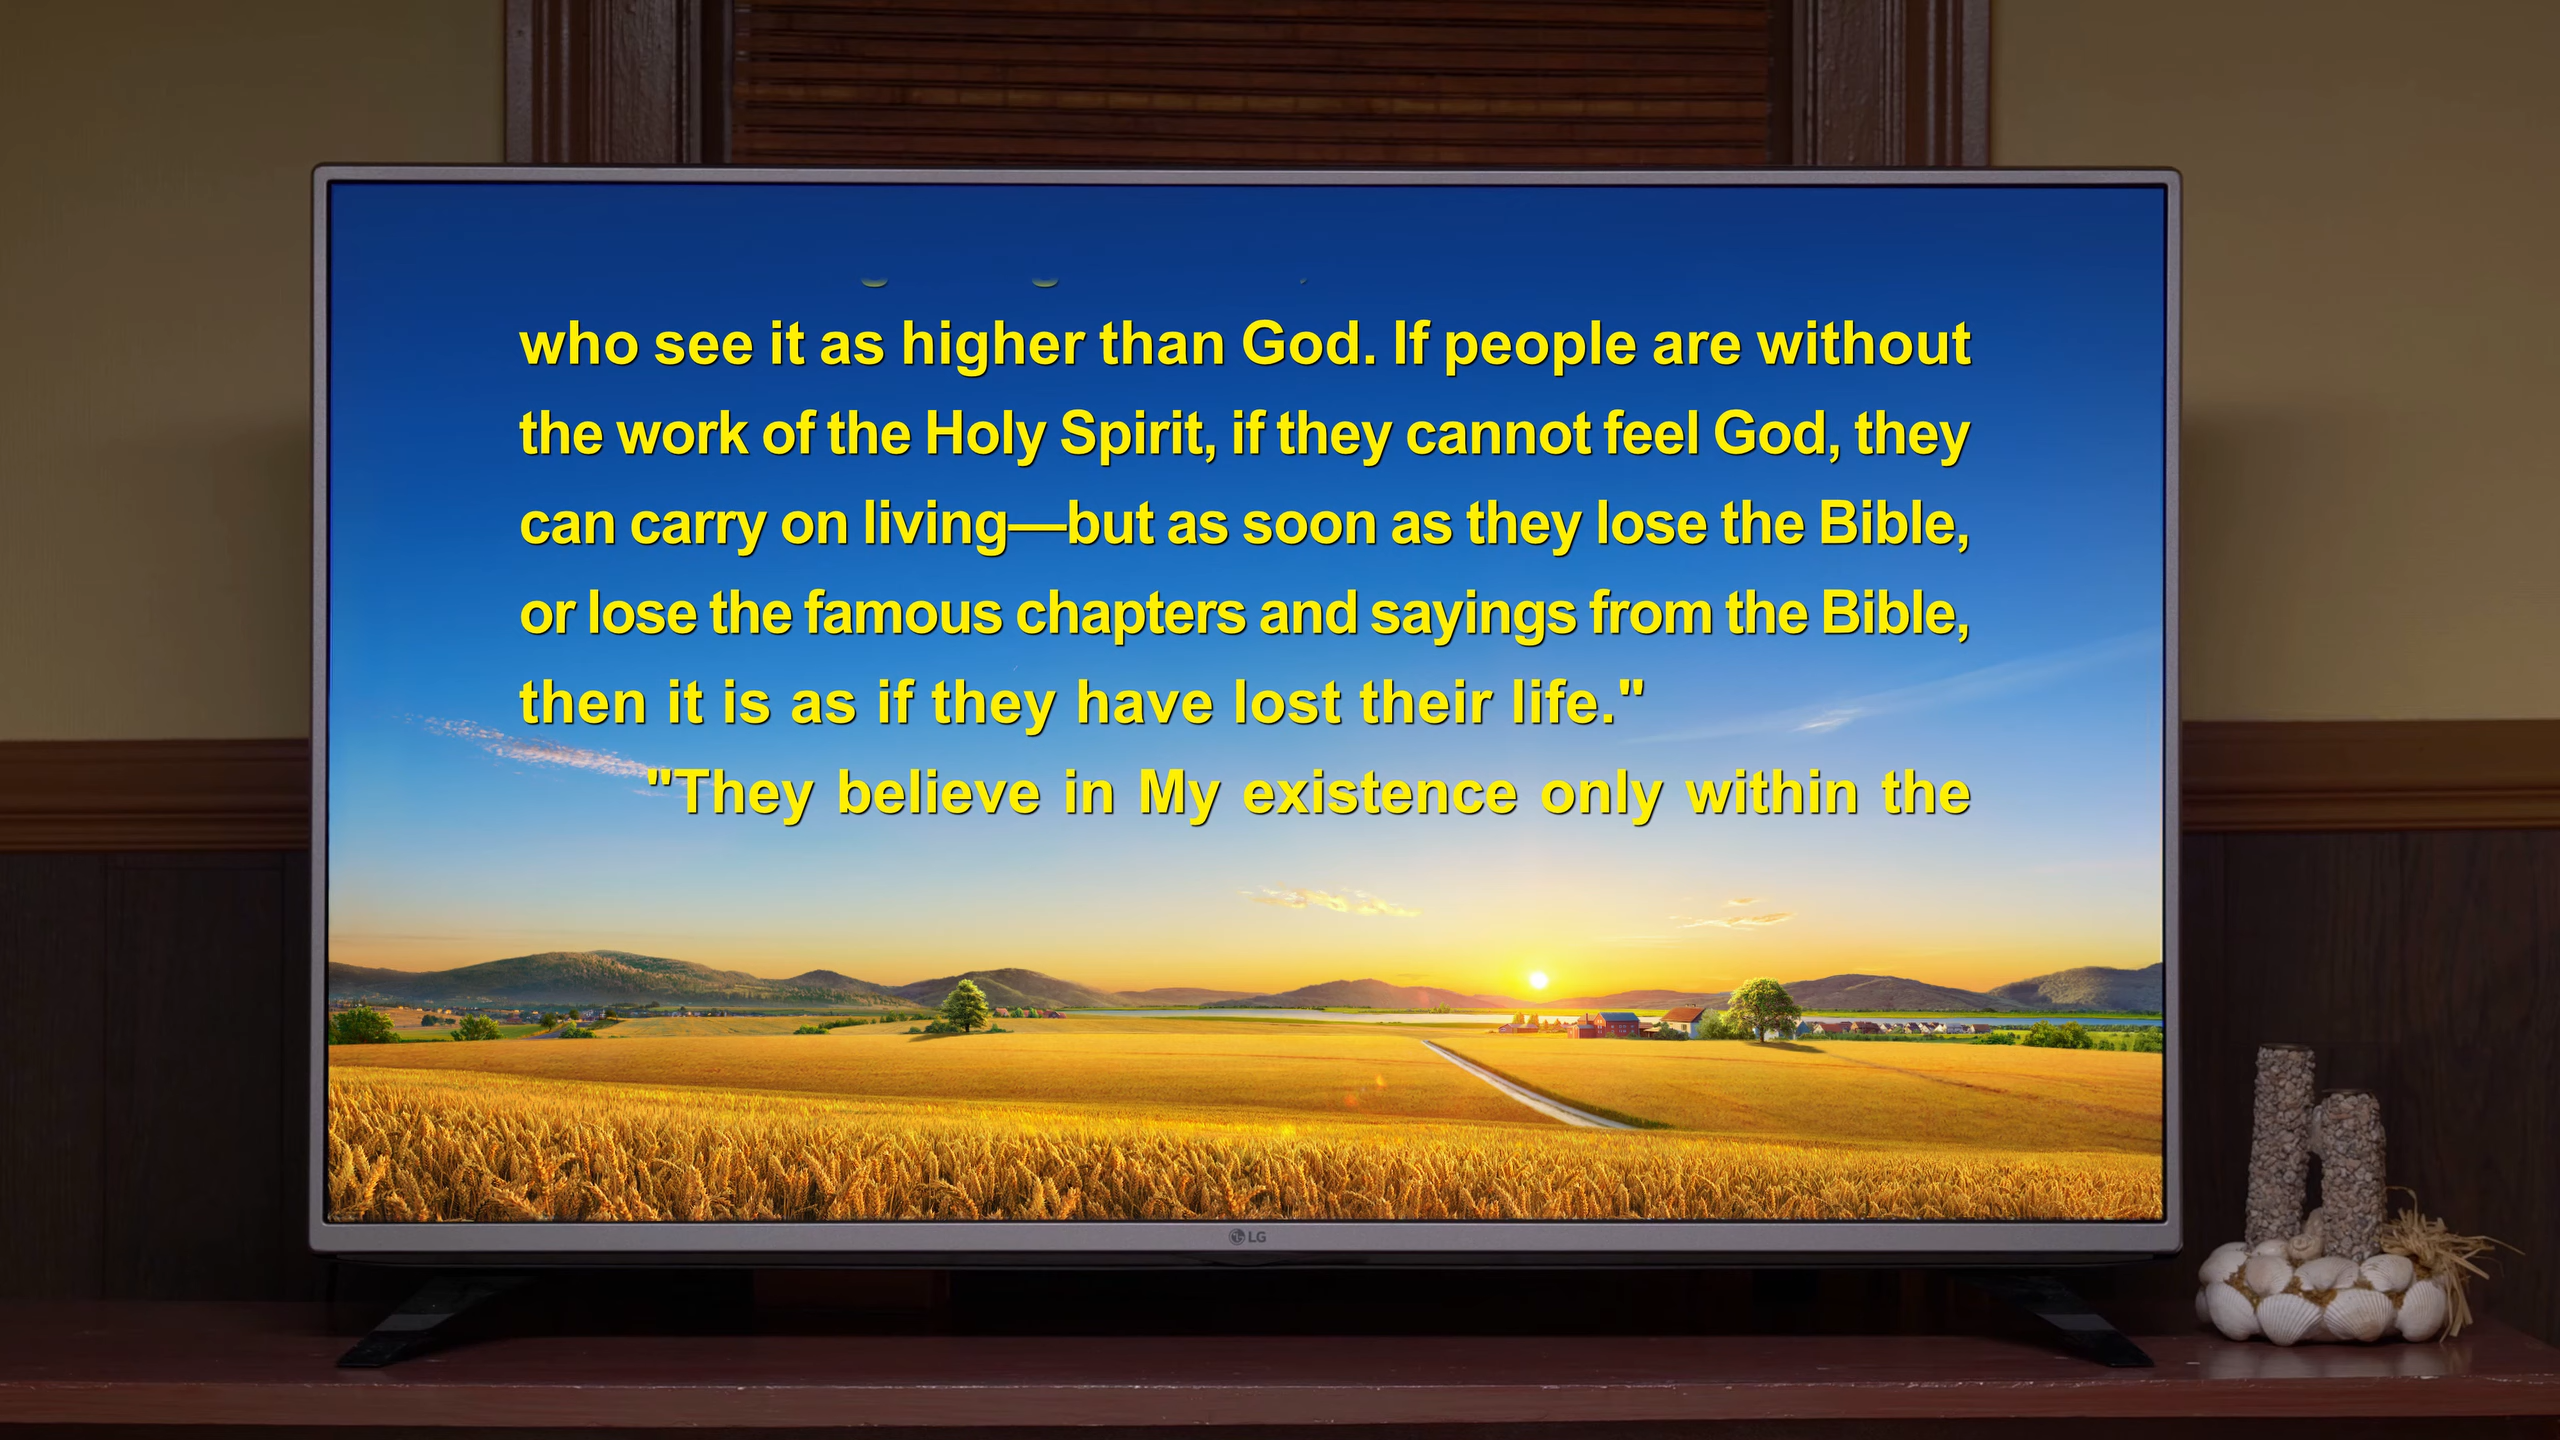 who see it as higher than God. If people are without
the work of the Holy Spirit, if they cannot feel God, they
can carry on living—but as soon as they lose the Bible,
or lose the famous chapters and sayings from the Bible,
then it is as if they have lost their life."
"They believe in My existence only within the
LG